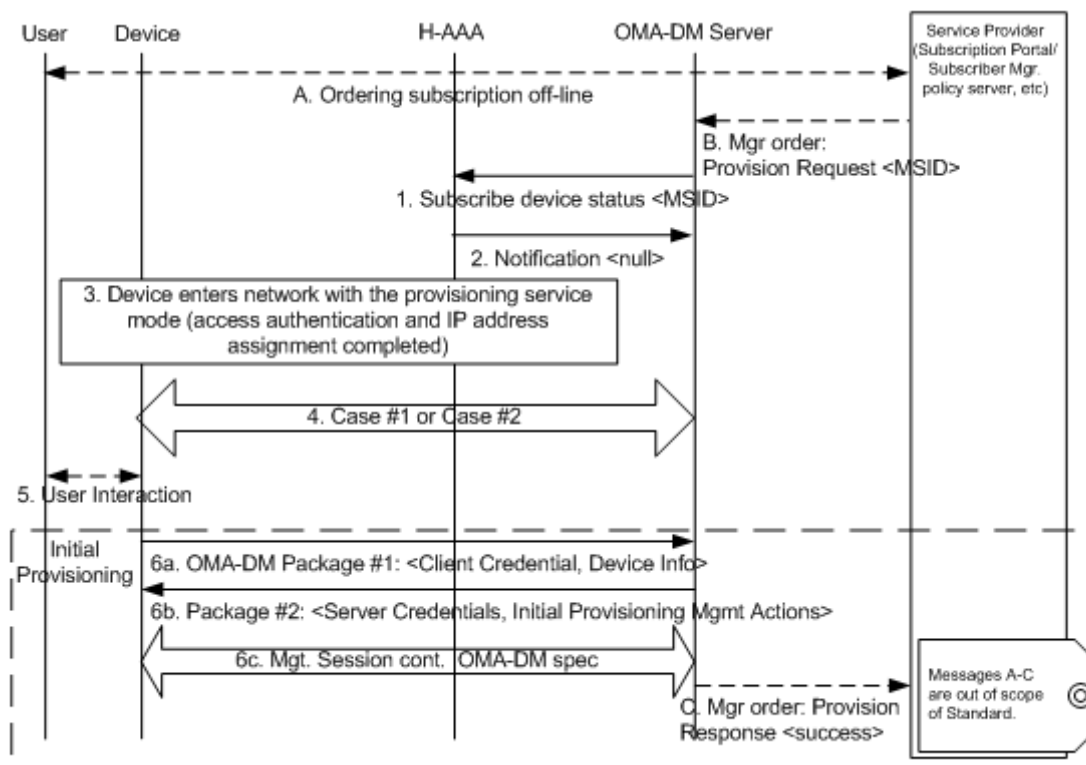 User
Device
H-AAA
OMA-DM Server
Service Provider
(Subscription Portal/
Subscriber Mgr.
policy server, etc)
A. Ordering subscription off-line
B. Mgr order:
Provision Request <MSID>
1. Subscribe device status <MSID>
2. Notification <null>
3. Device enters network with the provisioning service
mode (access authentication and IP address
assignment completed)
4. Case #1 or Case #2
5. User Interaction
Initial
Provisioning
6a. OMA-DM Package #1: <Client Credential, Device Info>
6b. Package #2: <Server Credentials, Initial Provisioning Mgmt Actions>
6c. Mgt. Session cont. OMA-DM spec
C. Mgr order: Provision
Response <success>
Messages A-C
are out of scope
of Standard.